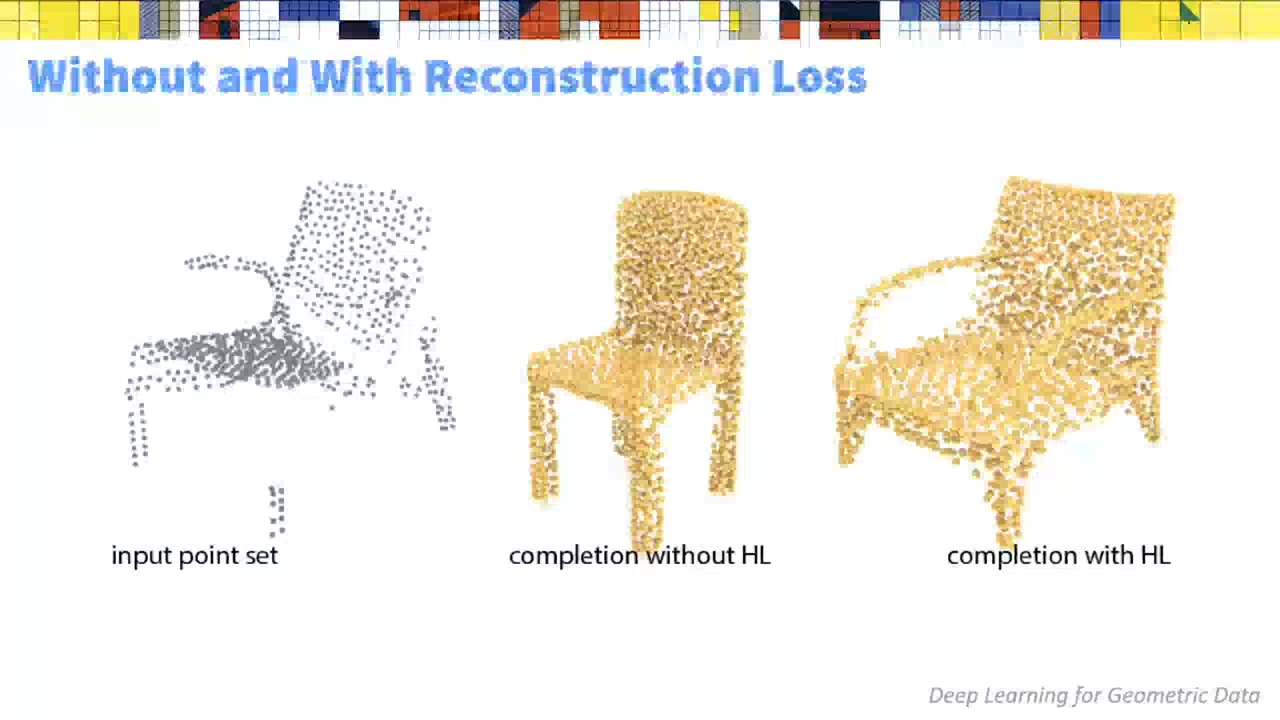 Without and With Reconstruction Loss
input point set
completion without HL
completion with HL
Deep Learning for Geometric Data